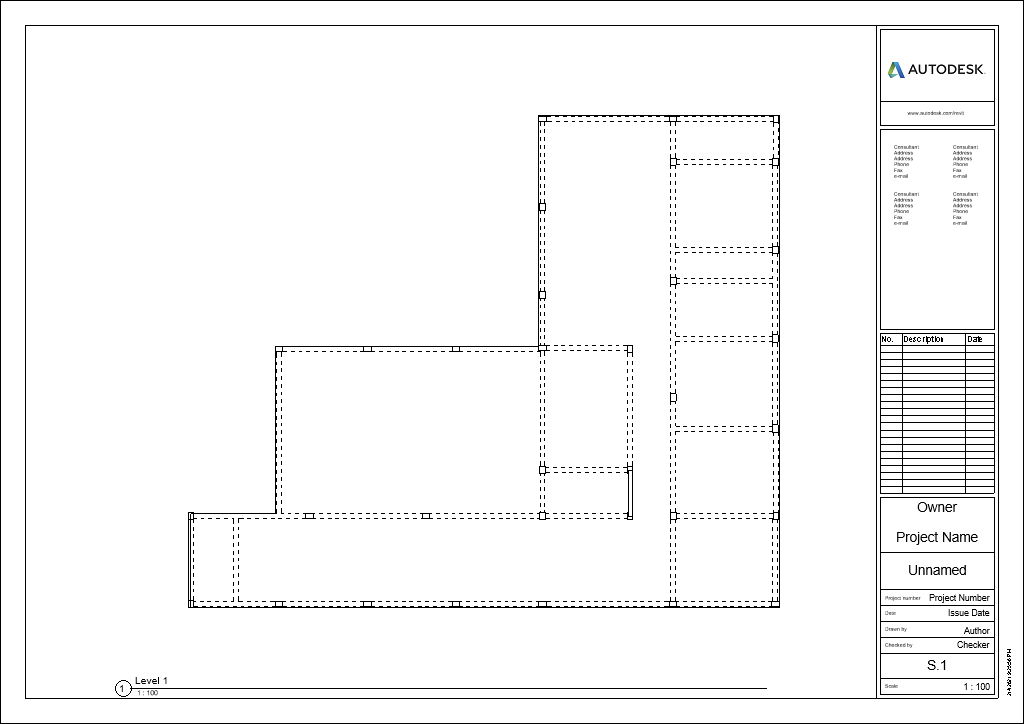 AUTODESK.
www.autodesk.com/revit
Consultant
Address
Address
Phone
Fax
e-mail
Consultant
Address
Address
Phone
Fax
e-mail
Consultant
Address
Address
Phone
Fax
e-mail
Consultant
Address
Address
Phone
Fax
e-mail
No. Description Date
Owner
Project Name
Unnamed
Project number Project Number
Date Issue Date
Drawn by Author
Checked by Checker
S.1
Scale 1 : 100
1 Level 1
1 : 100